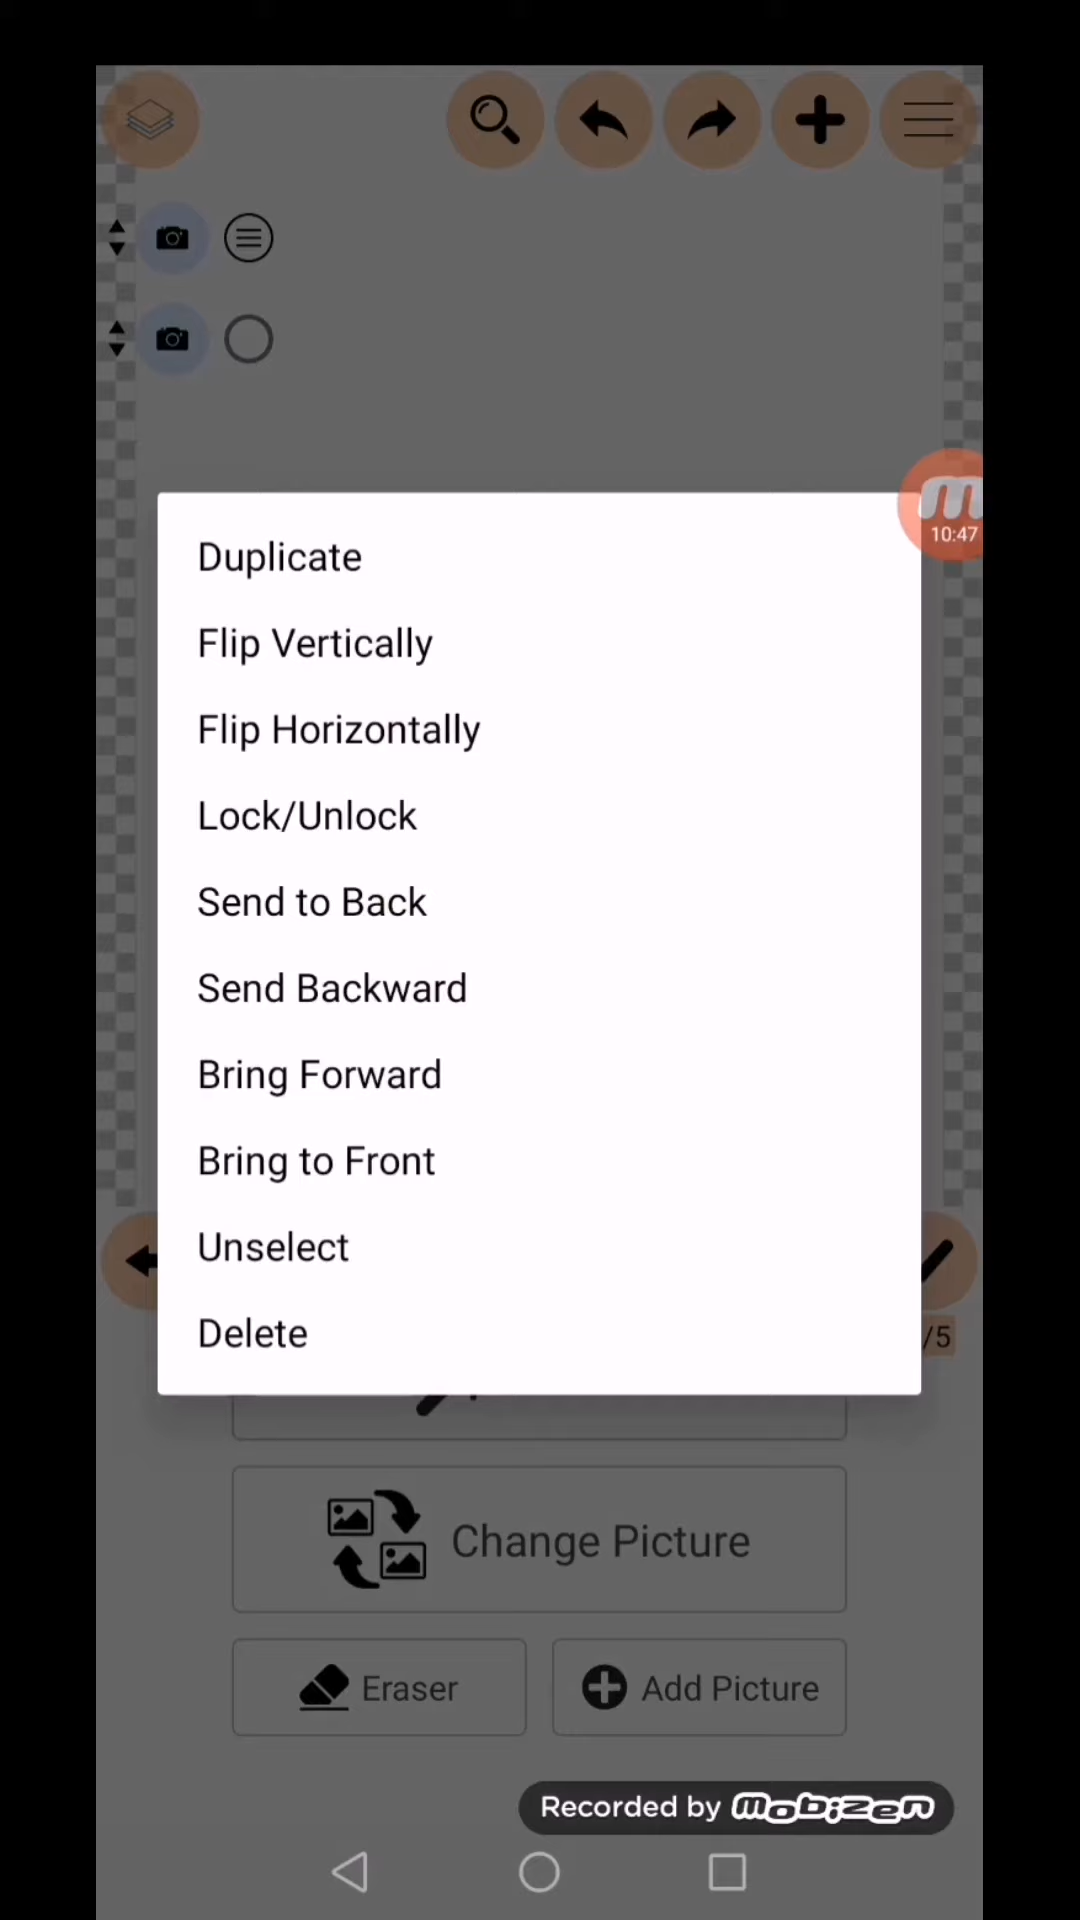 10:47
Duplicate
Flip Vertically
Flip Horizontally
Lock/Unlock
Send to Back
Send Backward
Bring Forward
Bring to Front
Unselect
Delete
/5
Change Picture
Eraser
Add Picture
Recorded by mobizen